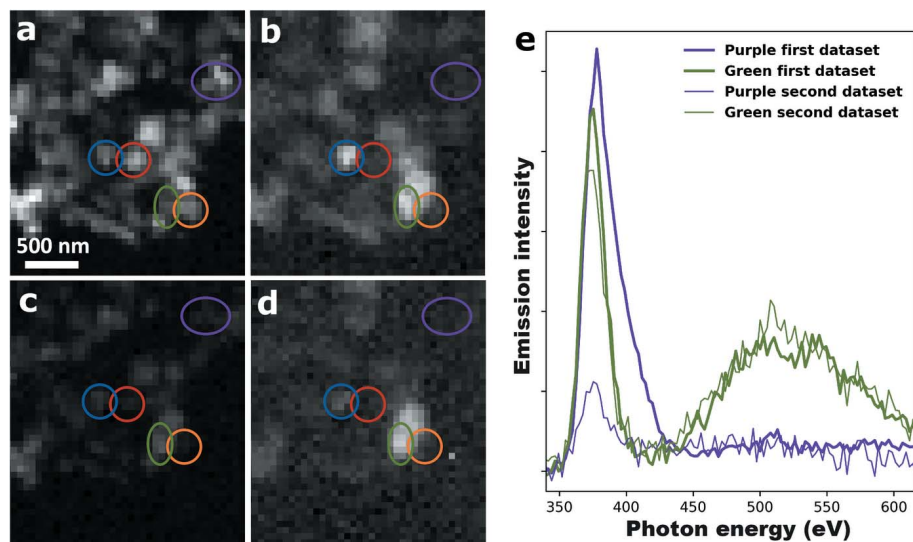 a
b
500 nm
c
d
e
Purple first dataset
Green first dataset
Purple second dataset
Green second dataset
Emission intensity
350
400
450
500
550
600
Photon energy (eV)